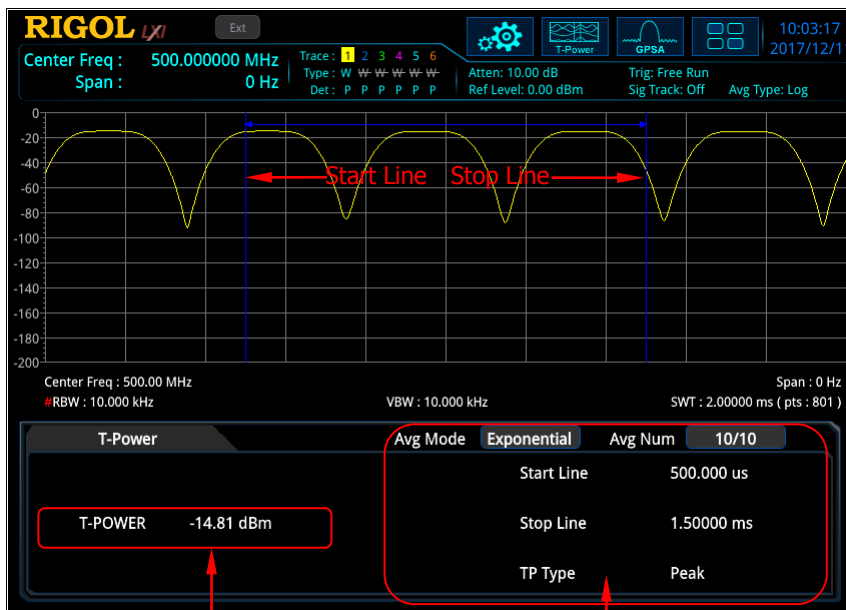 RIGOL LXI Ext
T-Power GPSA
10:03:17
2017/12/1
Center Freq : 500.000000 MHz
Span : 0 Hz
Trace : 1 2 3 4 5 6
Type : W W W W W W
Det : P P P P P P
Atten: 10.00 dB
Ref Level: 0.00 dBm
Trig: Free Run
Sig Track: Off
Avg Type: Log
0
-20
-40
-60
-80
-100
-120
-140
-160
-180
-200
Start Line Stop Line
Center Freq : 500.00 MHz
Span : 0 Hz
#RBW : 10.000 kHz
VBW : 10.000 kHz
SWT : 2.00000 ms ( pts : 801 )
T-Power
Avg Mode Exponential Avg Num 10/10
Start Line 500.000 us
T-POWER -14.81 dBm
Stop Line 1.50000 ms
TP Type Peak